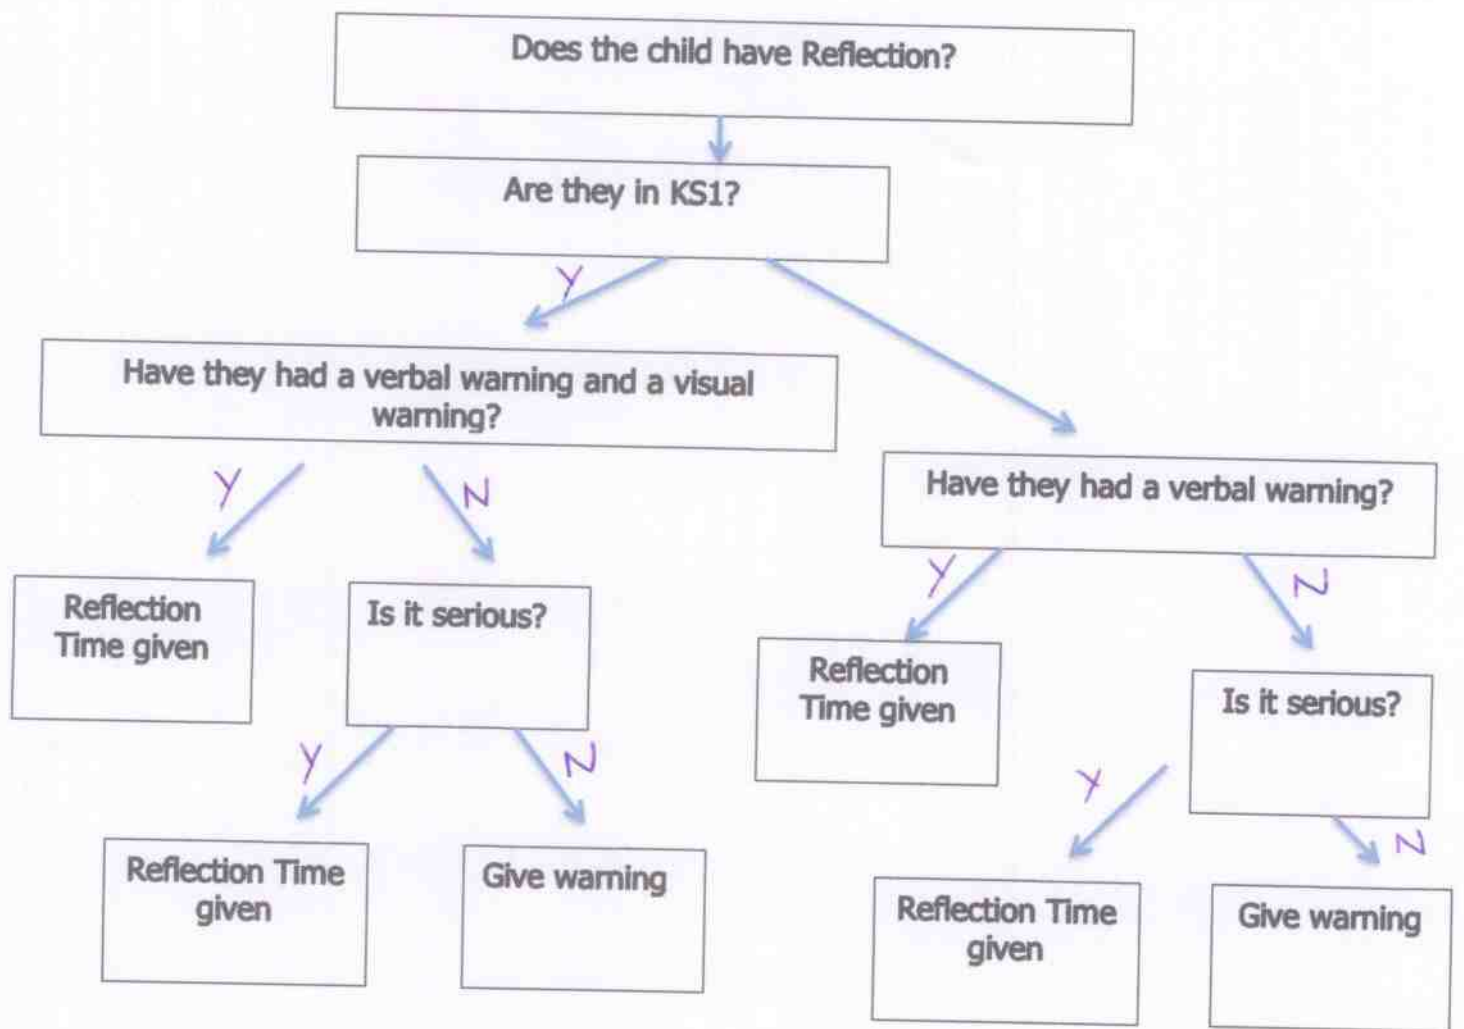 Does the child have Reflection?
Are they in KS1?
Y
Have they had a verbal warning and a visual
warning?
Y
N
Have they had a verbal warning?
Y
N
Reflection
Time given
Is it serious?
Reflection
Time given
Is it serious?
Y
N
Y
N
Reflection Time
given
Give warning
Reflection Time
given
Give warning